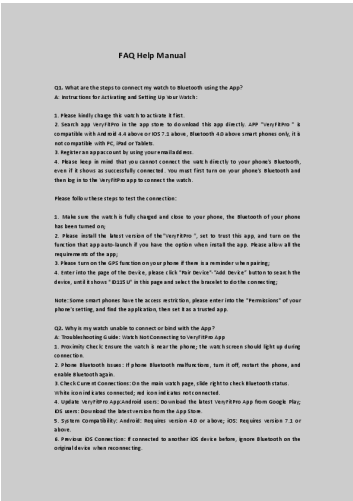 FAQ Help Manual
Q1. What are the steps to connect my watch to Bluetooth using the App?
A: Instructions for Activating and Setting Up Your Watch:
1. Please kindly charge this watch to activate it first.
2. Search app VeryFitPro in the app store to download this app directly. APP "VeryFitPro " is
compatible with Android 4.4 above or IOS 7.1 above, Bluetooth 4.0 above smart phones only, it is
not compatible with PC, iPad or Tablets.
3. Register an app account by using your email address.
4. Please keep in mind that you cannot connect the watch directly to your phone's Bluetooth,
even if it shows as successfully connected. You must first turn on your phone's Bluetooth and
then log in to the VeryFitPro app to connect the watch.
Please follow these steps to test the connection:
1. Make sure the watch is fully charged and close to your phone, the Bluetooth of your phone
has been turned on;
2. Please install the latest version of the"VeryFitPro ", set to trust this app, and turn on the
function that app auto-launch if you have the option when install the app. Please allow all the
requirements of the app;
3. Please turn on the GPS function on your phone if there is a reminder when pairing;
4. Enter into the page of the Device, please click "Pair Device"-"Add Device" button to search the
device, until it shows "ID115U" in this page and select the bracelet to do the connecting;
Note: Some smart phones have the access restriction, please enter into the "Permissions" of your
phone's setting, and find the application, then set it as a trusted app.
Q2. Why is my watch unable to connect or bind with the App?
A: Troubleshooting Guide: Watch Not Connecting to VeryFitPro App
1. Proximity Check: Ensure the watch is near the phone; the watch screen should light up during
connection.
2. Phone Bluetooth Issues: If phone Bluetooth malfunctions, turn it off, restart the phone, and
enable Bluetooth again.
3. Check Current Connections: On the main watch page, slide right to check Bluetooth status.
White icon indicates connected; red icon indicates not connected.
4. Update VeryFitPro App:Android users: Download the latest VeryFitPro App from Google Play;
iOS users: Download the latest version from the App Store.
5. System Compatibility: Android: Requires version 4.0 or above; iOS: Requires version 7.1 or
above.
6. Previous iOS Connection: If connected to another iOS device before, ignore Bluetooth on the
original device when reconnecting.